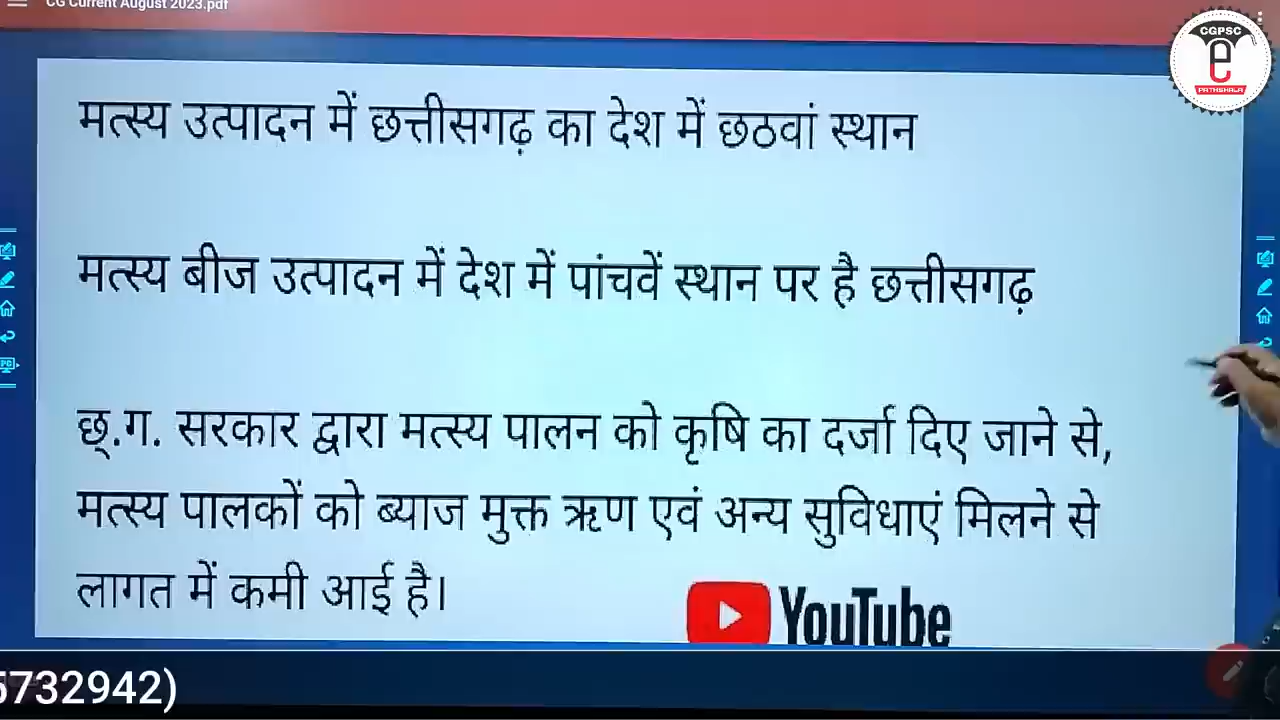 CG Current August 2023.pdf
CGPSC
e
PATHSHALA
मत्स्य उत्पादन में छत्तीसगढ़ का देश में छठवां स्थान
मत्स्य बीज उत्पादन में देश में पांचवें स्थान पर है छत्तीसगढ़
छ्.ग. सरकार द्वारा मत्स्य पालन को कृषि का दर्जा दिए जाने से,
मत्स्य पालकों को ब्याज मुक्त ऋण एवं अन्य सुविधाएं मिलने से
लागत में कमी आई है।
YouTube
5732942)